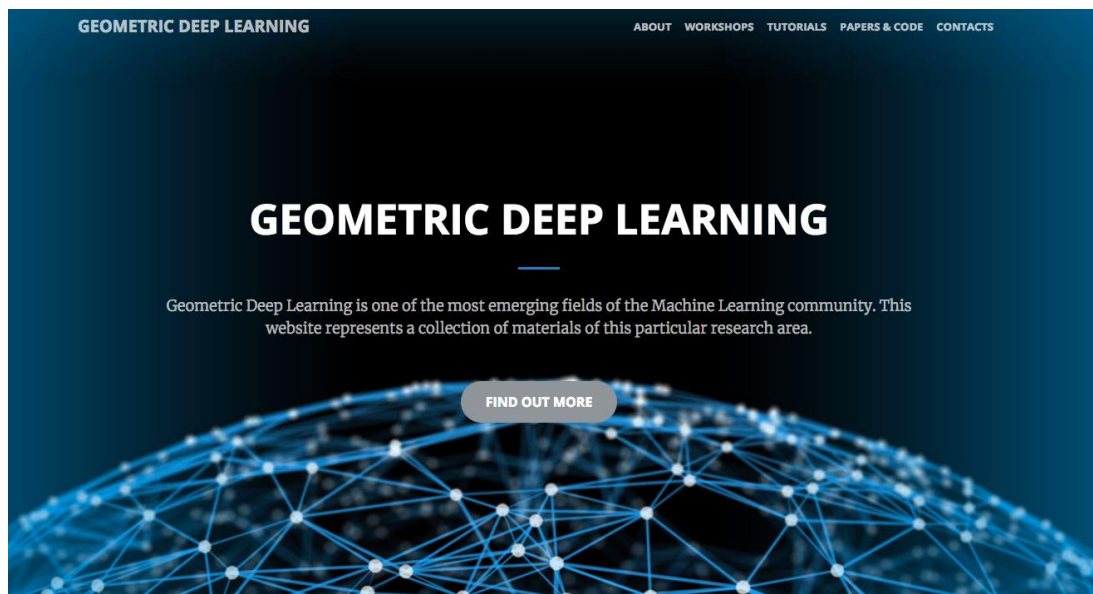 GEOMETRIC DEEP LEARNING
ABOUT WORKSHOPS TUTORIALS PAPERS & CODE CONTACTS
GEOMETRIC DEEP LEARNING
Geometric Deep Learning is one of the most emerging fields of the Machine Learning community. This
website represents a collection of materials of this particular research area.
FIND OUT MORE